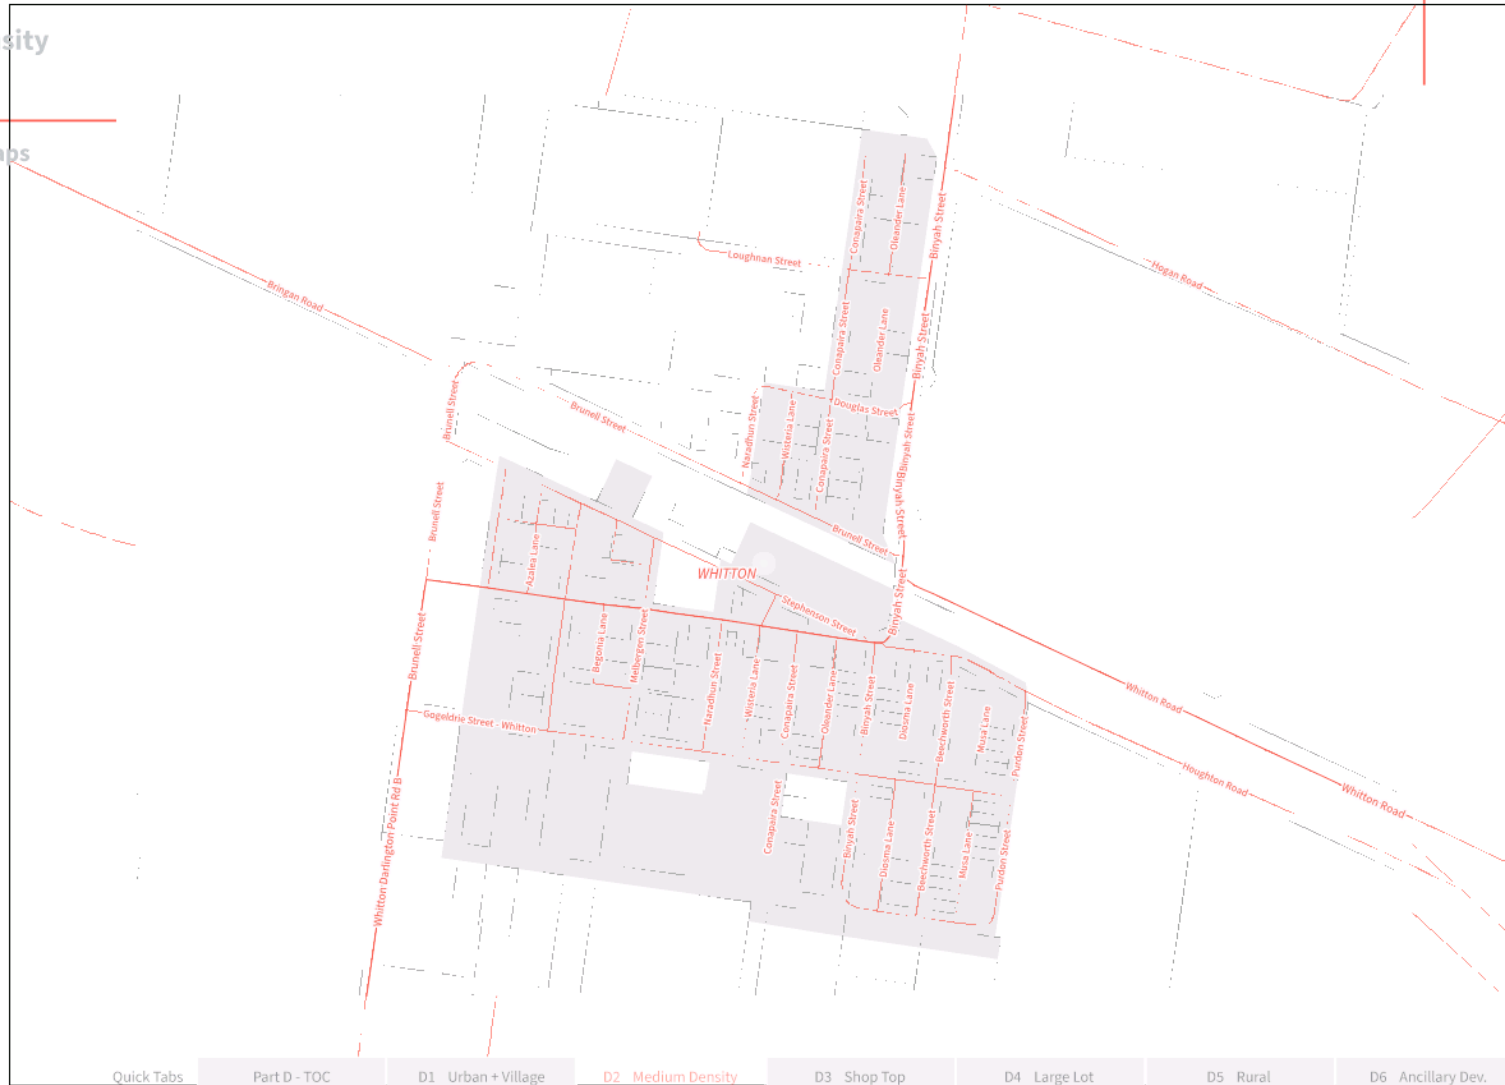 sity
aps
Bringan Road
Loughnan Street
Conapaira Street
Oleander Lane
Binyah Street
Hogan Road
Conapaira Street
Oleander Lane
Binyah Street
Brunell Street
Brunell Street
Naradhun Street
Wisteria Lane
Douglas Street
Conapaira Street
Binyah Street
Binyah Street
Brunell Street
Brunell Street
Azalea Lane
WHITTON
Stephenson Street
Binyah Street
Brunell Street
Begonia Lane
Melbergen Street
Naradhun Street
Wisteria Lane
Conapaira Street
Oleander Lane
Binyah Street
Diosma Lane
Beechworth Street
Musa Lane
Purdon Street
Whitton Road
Gogeldrie Street - Whitton
Houghton Road
Whitton Road
Whitton Darlington Point Rd B
Conapaira Street
Binyah Street
Diosma Lane
Beechworth Street
Musa Lane
Purdon Street
Quick Tabs Part D - TOC D1 Urban + Village D2 Medium Density D3 Shop Top D4 Large Lot D5 Rural D6 Ancillary Dev.